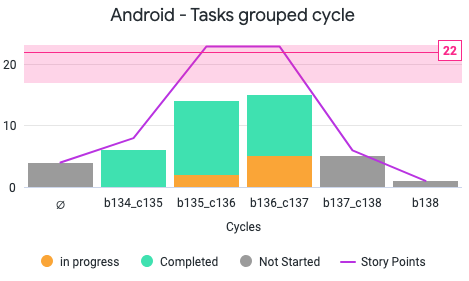 Android - Tasks grouped cycle
22
20
10
0
∅ b134_c135 b135_c136 b136_c137 b137_c138 b138
Cycles
in progress Completed Not Started Story Points